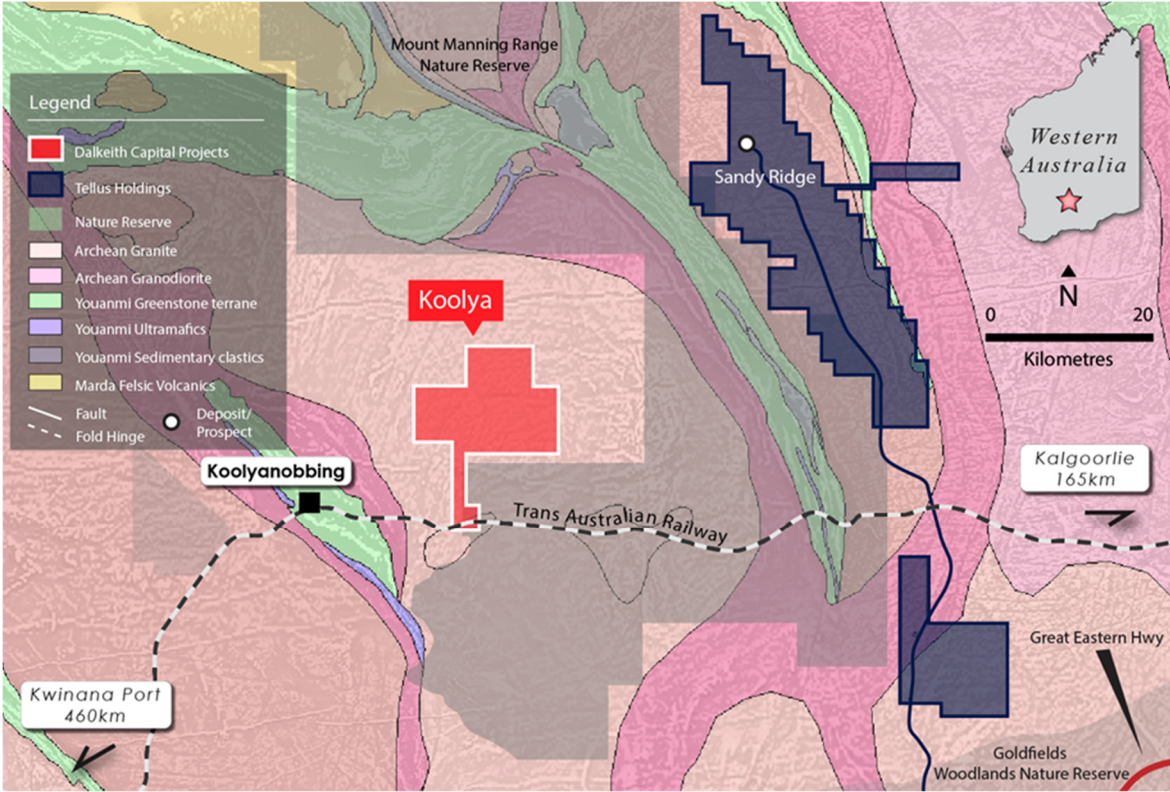 Mount Manning Range
Nature Reserve
Legend
Dalkeith Capital Projects
Tellus Holdings
Nature Reserve
Archean Granite
Archean Granodiorite
Youanmi Greenstone terrane
Youanmi Ultramafics
Youanmi Sedimentary clastics
Marda Felsic Volcanics
Fault
Fold Hinge
Deposit/
Prospect
Sandy Ridge
Western
Australia
N
0 20
Kilometres
Koolya
Koolyanobbing
Trans Australian Railway
Kalgoorlie
165km
Kwinana Port
460km
Great Eastern Hwy
Goldfields
Woodlands Nature Reserve